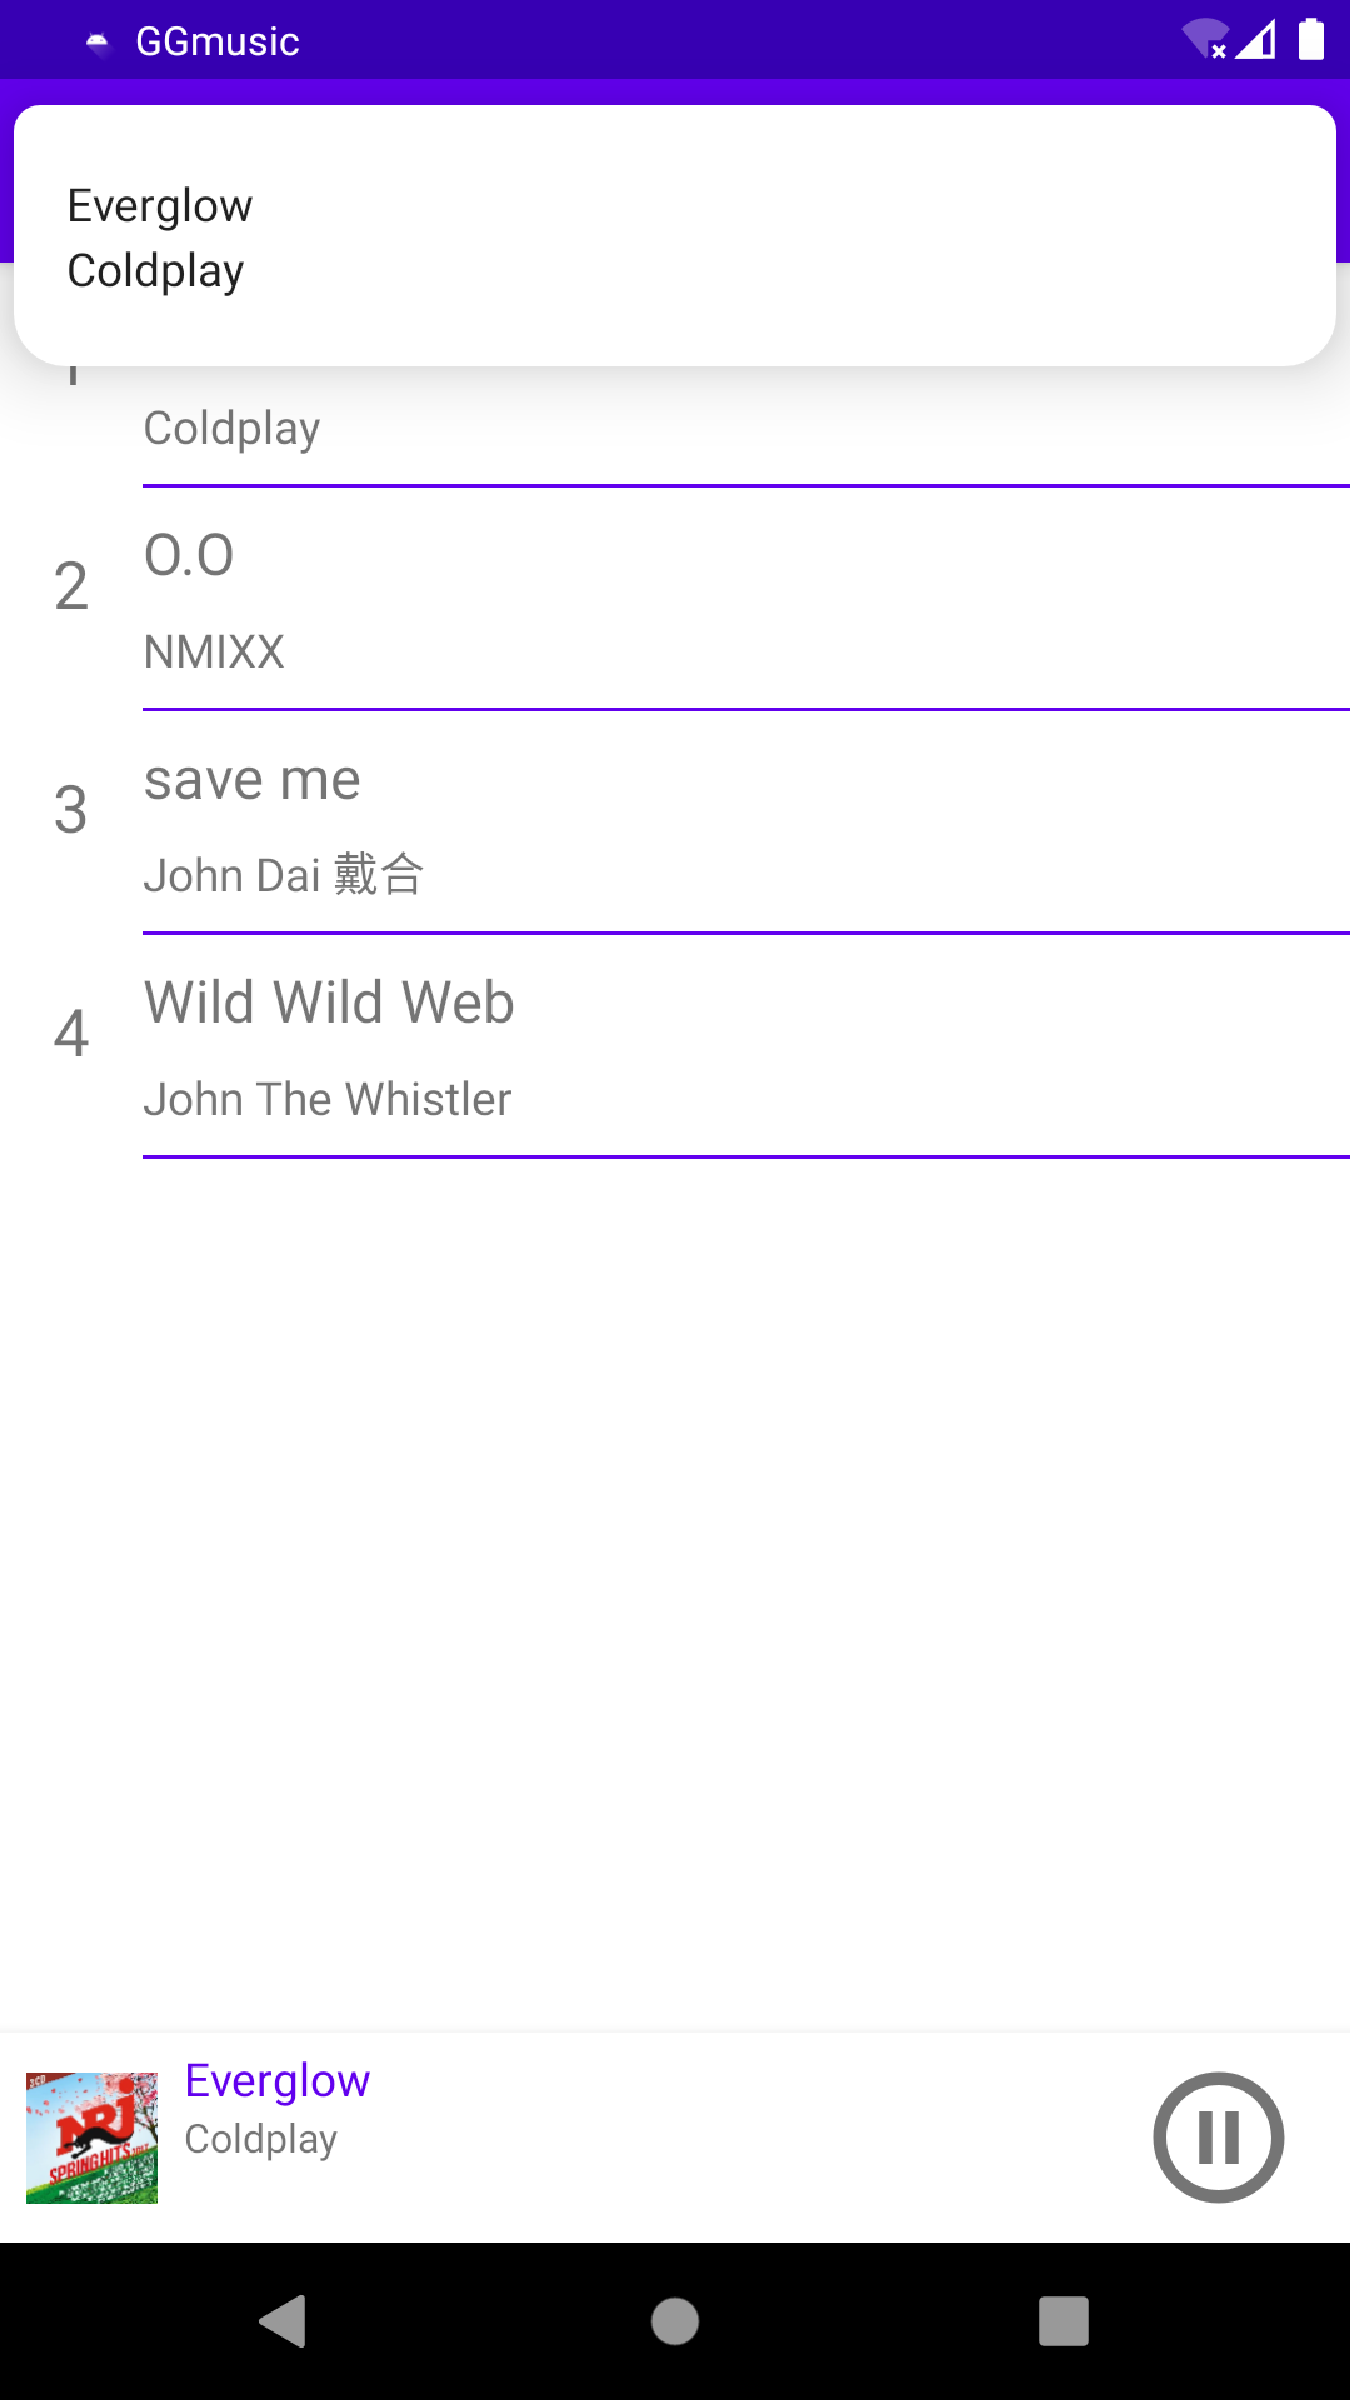 GGmusic
Everglow
Coldplay
Coldplay
2
O.O
NMIXX
3
save me
John Dai 戴合
4
Wild Wild Web
John The Whistler
3CD
NRJ
SPRING HITS
Everglow
Coldplay